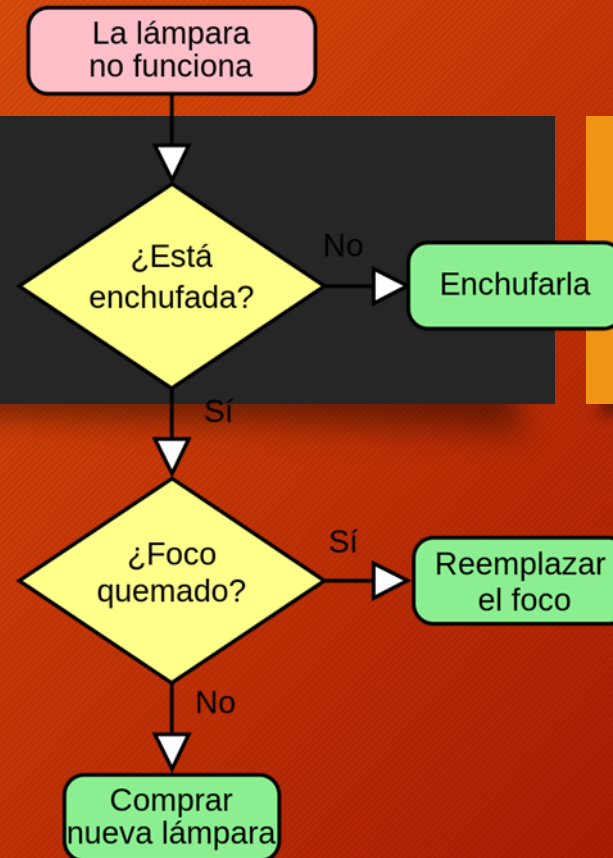 La lámpara
no funciona
¿Está
enchufada?
No
Enchufarla
Sí
¿Foco
quemado?
Sí
Reemplazar
el foco
No
Comprar
nueva lámpara